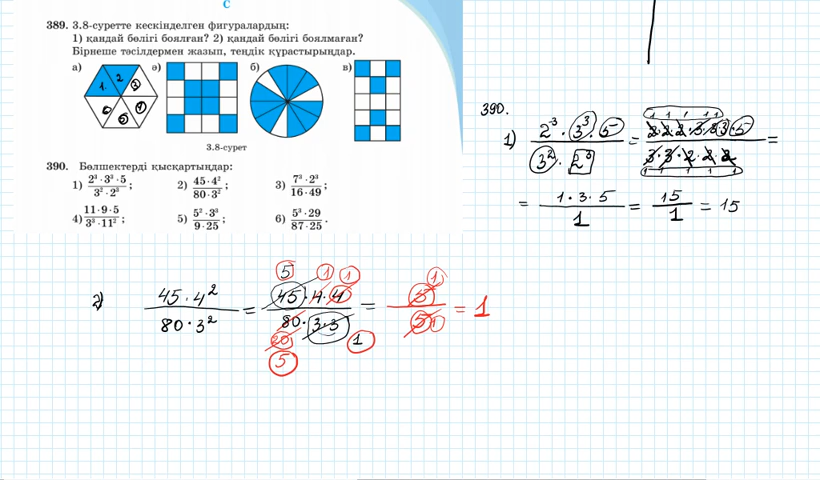 С
389. 3.8-суретте кескінделген фигуралардың:
1) қандай бөлігі боялған? 2) қандай бөлігі боялмаған?
Бірнеше тәсілдермен жазып, теңдік құрастырыңдар.
а) ә) б) в)
1 2 3 4 5 6
3.8-сурет
390. Бөлшектерді қысқартыңдар:
1) (2³ · 3³ · 5)/(3² · 2³); 2) (45 · 4²)/(80 · 3²); 3) (7³ · 2³)/(16 · 49);
4) (11 · 9 · 5)/(3³ · 11²); 5) (5² · 3³)/(9 · 25); 6) (5³ · 29)/(87 · 25).
390.
1) (2³ · 3³ · 5)/(3² · 2³) = (2·2·2·3·3·3·5)/(3·3·2·2·2) =
= (1 · 3 · 5)/1 = 15/1 = 15
2) (45 · 4²)/(80 · 3²) = (45 · 4 · 4)/(80 · 3·3) = 5/5 = 1